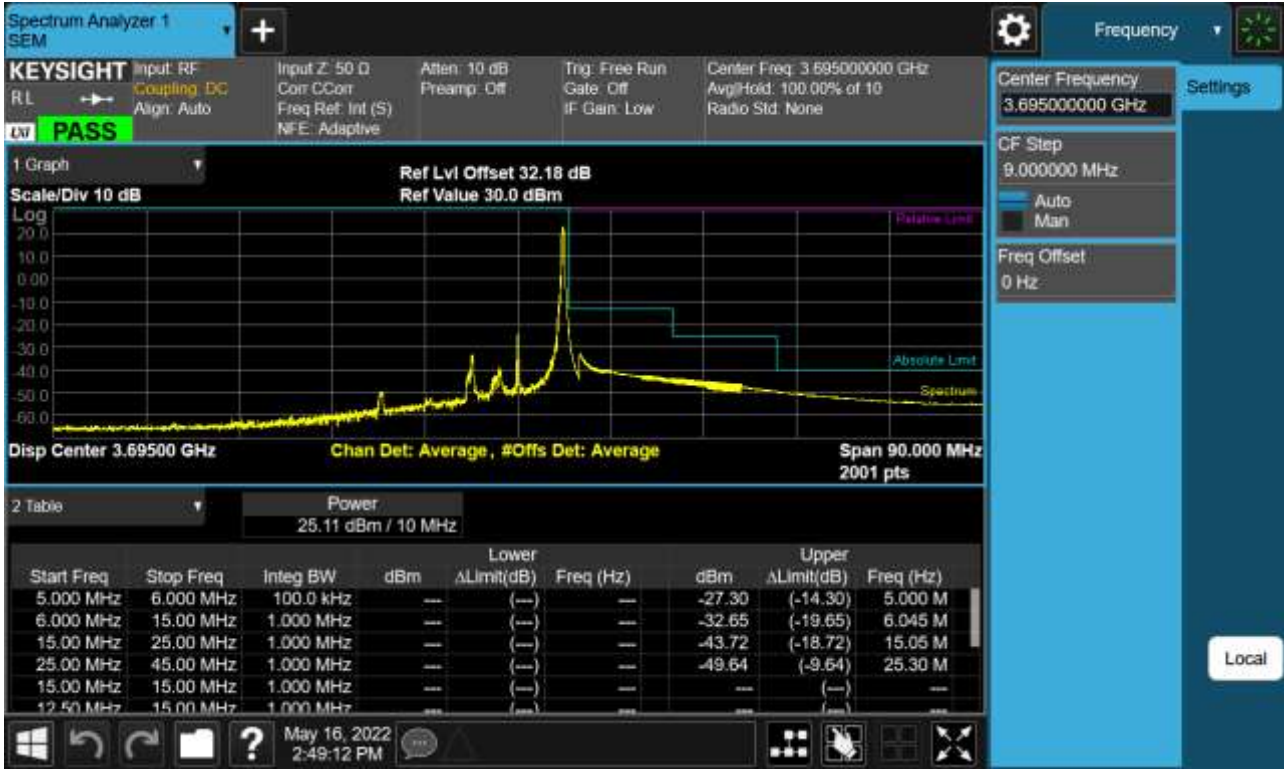 Spectrum Analyzer 1
SEM
+
Frequency
KEYSIGHT
RL
LXI
PASS
Input: RF
Coupling: DC
Align: Auto
Input Z: 50 Ω
Corr CCorr
Freq Ref: Int (S)
NFE: Adaptive
Atten: 10 dB
Preamp: Off
Trig: Free Run
Gate: Off
IF Gain: Low
Center Freq: 3.695000000 GHz
Avg|Hold: 100.00% of 10
Radio Std: None
Center Frequency
3.695000000 GHz
Settings
CF Step
9.000000 MHz
Auto
Man
Freq Offset
0 Hz
Local
1 Graph
Scale/Div 10 dB
Ref Lvl Offset 32.18 dB
Ref Value 30.0 dBm
Log
20.0
10.0
0.00
-10.0
-20.0
-30.0
-40.0
-50.0
-60.0
Relative Limit
Absolute Limit
Spectrum
Disp Center 3.69500 GHz
Chan Det: Average, #Offs Det: Average
Span 90.000 MHz
2001 pts
2 Table
Power
25.11 dBm / 10 MHz
Lower Upper
Start Freq Stop Freq Integ BW dBm ΔLimit(dB) Freq (Hz) dBm ΔLimit(dB) Freq (Hz)
5.000 MHz 6.000 MHz 100.0 kHz --- (---) --- -27.30 (-14.30) 5.000 M
6.000 MHz 15.00 MHz 1.000 MHz --- (---) --- -32.65 (-19.65) 6.045 M
15.00 MHz 25.00 MHz 1.000 MHz --- (---) --- -43.72 (-18.72) 15.05 M
25.00 MHz 45.00 MHz 1.000 MHz --- (---) --- -49.64 (-9.64) 25.30 M
15.00 MHz 15.00 MHz 1.000 MHz --- (---) --- --- (---) ---
12.50 MHz 15.00 MHz 1.000 MHz --- (---) --- --- (---) ---
?
May 16, 2022
2:49:12 PM